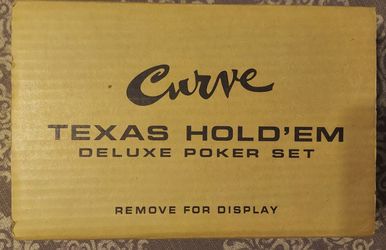 Curve
TEXAS HOLD'EM
DELUXE POKER SET
REMOVE FOR DISPLAY